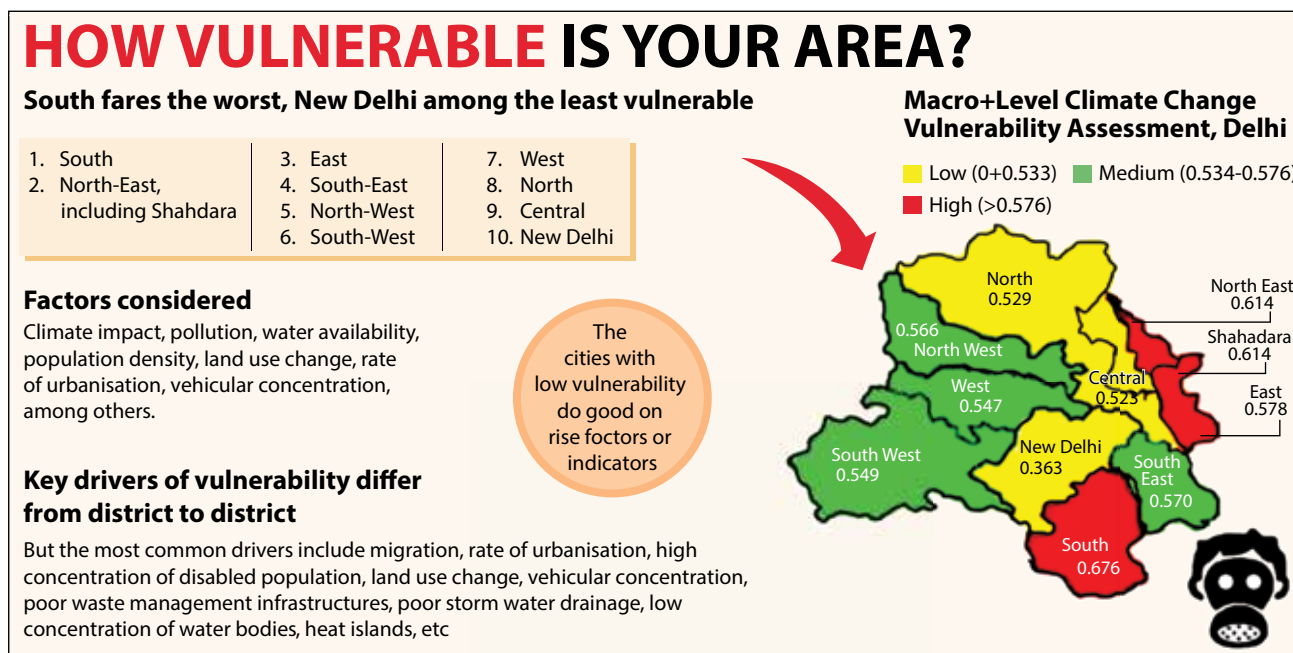 HOW VULNERABLE IS YOUR AREA?
South fares the worst, New Delhi among the least vulnerable
1. South
2. North-East,
including Shahdara
3. East
4. South-East
5. North-West
6. South-West
7. West
8. North
9. Central
10. New Delhi
Factors considered
Climate impact, pollution, water availability,
population density, land use change, rate
of urbanisation, vehicular concentration,
among others.
The
cities with
low vulnerability
do good on
rise foctors or
indicators
Key drivers of vulnerability differ
from district to district
But the most common drivers include migration, rate of urbanisation, high
concentration of disabled population, land use change, vehicular concentration,
poor waste management infrastructures, poor storm water drainage, low
concentration of water bodies, heat islands, etc
Macro+Level Climate Change
Vulnerability Assessment, Delhi
Low (0+0.533) Medium (0.534-0.576)
High (>0.576)
North
0.529
North East
0.614
Shahadara
0.614
East
0.578
0.566
North West
West
0.547
Central
0.523
South West
0.549
New Delhi
0.363
South
East
0.570
South
0.676